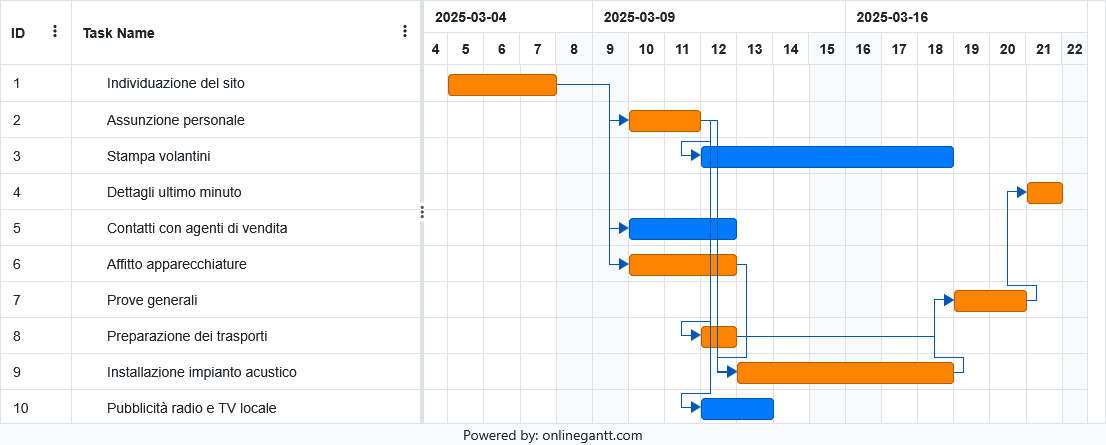 ID Task Name 2025-03-04 2025-03-09 2025-03-16
4 5 6 7 8 9 10 11 12 13 14 15 16 17 18 19 20 21 22
1 Individuazione del sito
2 Assunzione personale
3 Stampa volantini
4 Dettagli ultimo minuto
5 Contatti con agenti di vendita
6 Affitto apparecchiature
7 Prove generali
8 Preparazione dei trasporti
9 Installazione impianto acustico
10 Pubblicità radio e TV locale
Powered by: onlinegantt.com